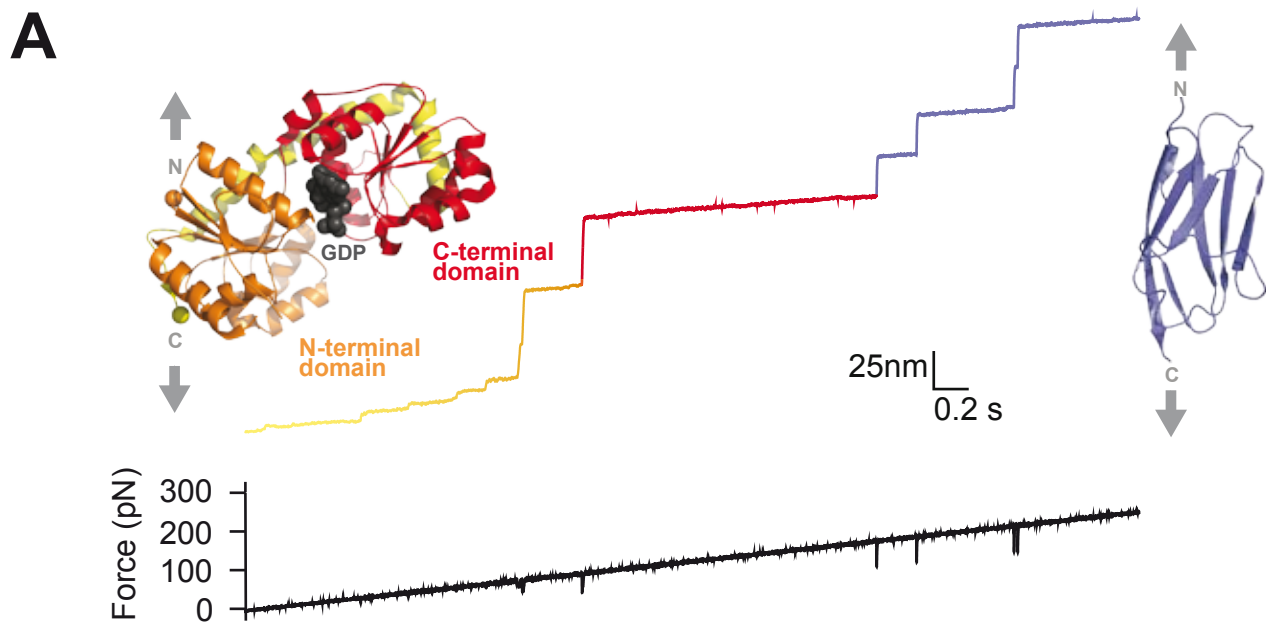 A
N
GDP
C-terminal
domain
C
N-terminal
domain
25nm
0.2 s
N
C
Force (pN)
300
200
100
0